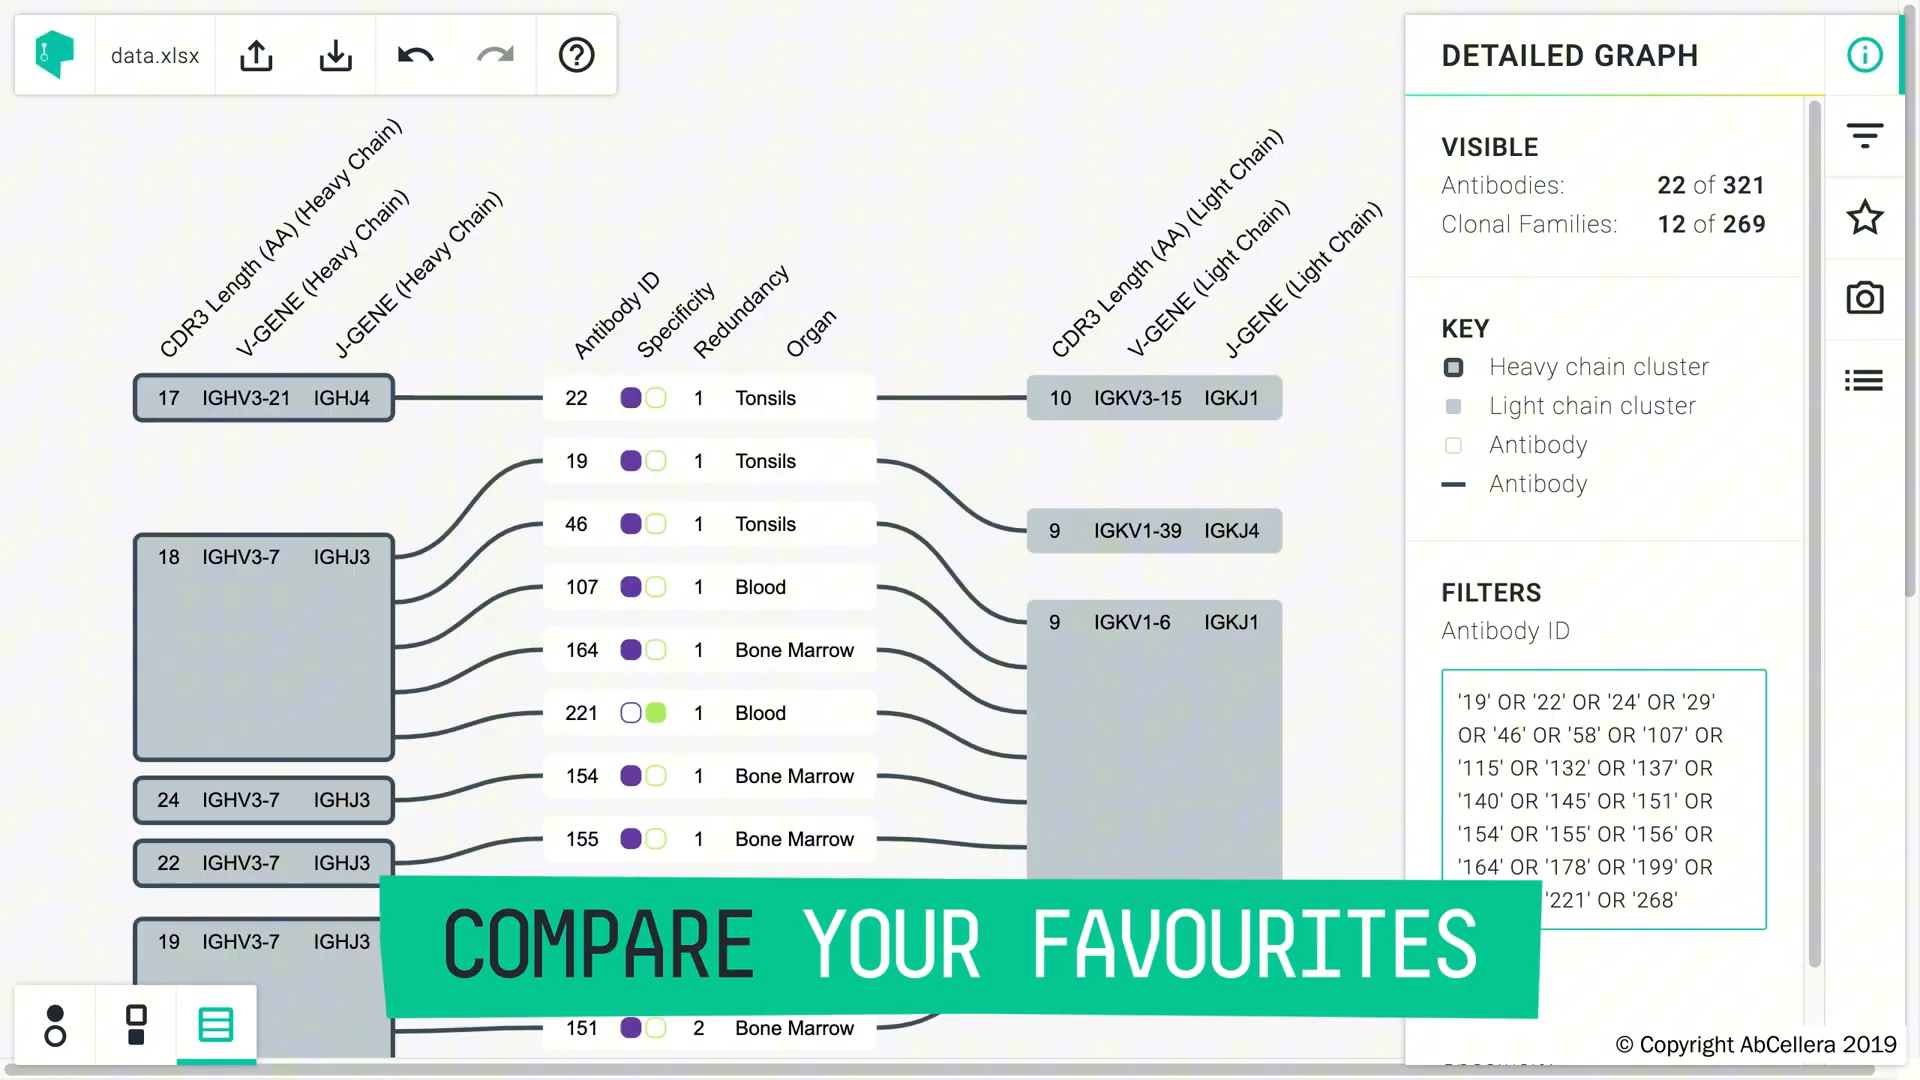 data.xlsx
DETAILED GRAPH
CDR3 Length (AA) (Heavy Chain)
V-GENE (Heavy Chain)
J-GENE (Heavy Chain)
Antibody ID
Specificity
Redundancy
Organ
CDR3 Length (AA) (Light Chain)
V-GENE (Light Chain)
J-GENE (Light Chain)
17 IGHV3-21 IGHJ4
22 1 Tonsils
10 IGKV3-15 IGKJ1
19 1 Tonsils
46 1 Tonsils
9 IGKV1-39 IGKJ4
18 IGHV3-7 IGHJ3
107 1 Blood
9 IGKV1-6 IGKJ1
164 1 Bone Marrow
221 1 Blood
154 1 Bone Marrow
24 IGHV3-7 IGHJ3
155 1 Bone Marrow
22 IGHV3-7 IGHJ3
19 IGHV3-7 IGHJ3
151 2 Bone Marrow
VISIBLE
Antibodies: 22 of 321
Clonal Families: 12 of 269
KEY
Heavy chain cluster
Light chain cluster
Antibody
Antibody
FILTERS
Antibody ID
'19' OR '22' OR '24' OR '29'
OR '46' OR '58' OR '107' OR
'115' OR '132' OR '137' OR
'140' OR '145' OR '151' OR
'154' OR '155' OR '156' OR
'164' OR '178' OR '199' OR
'221' OR '268'
COMPARE YOUR FAVOURITES
© Copyright AbCellera 2019